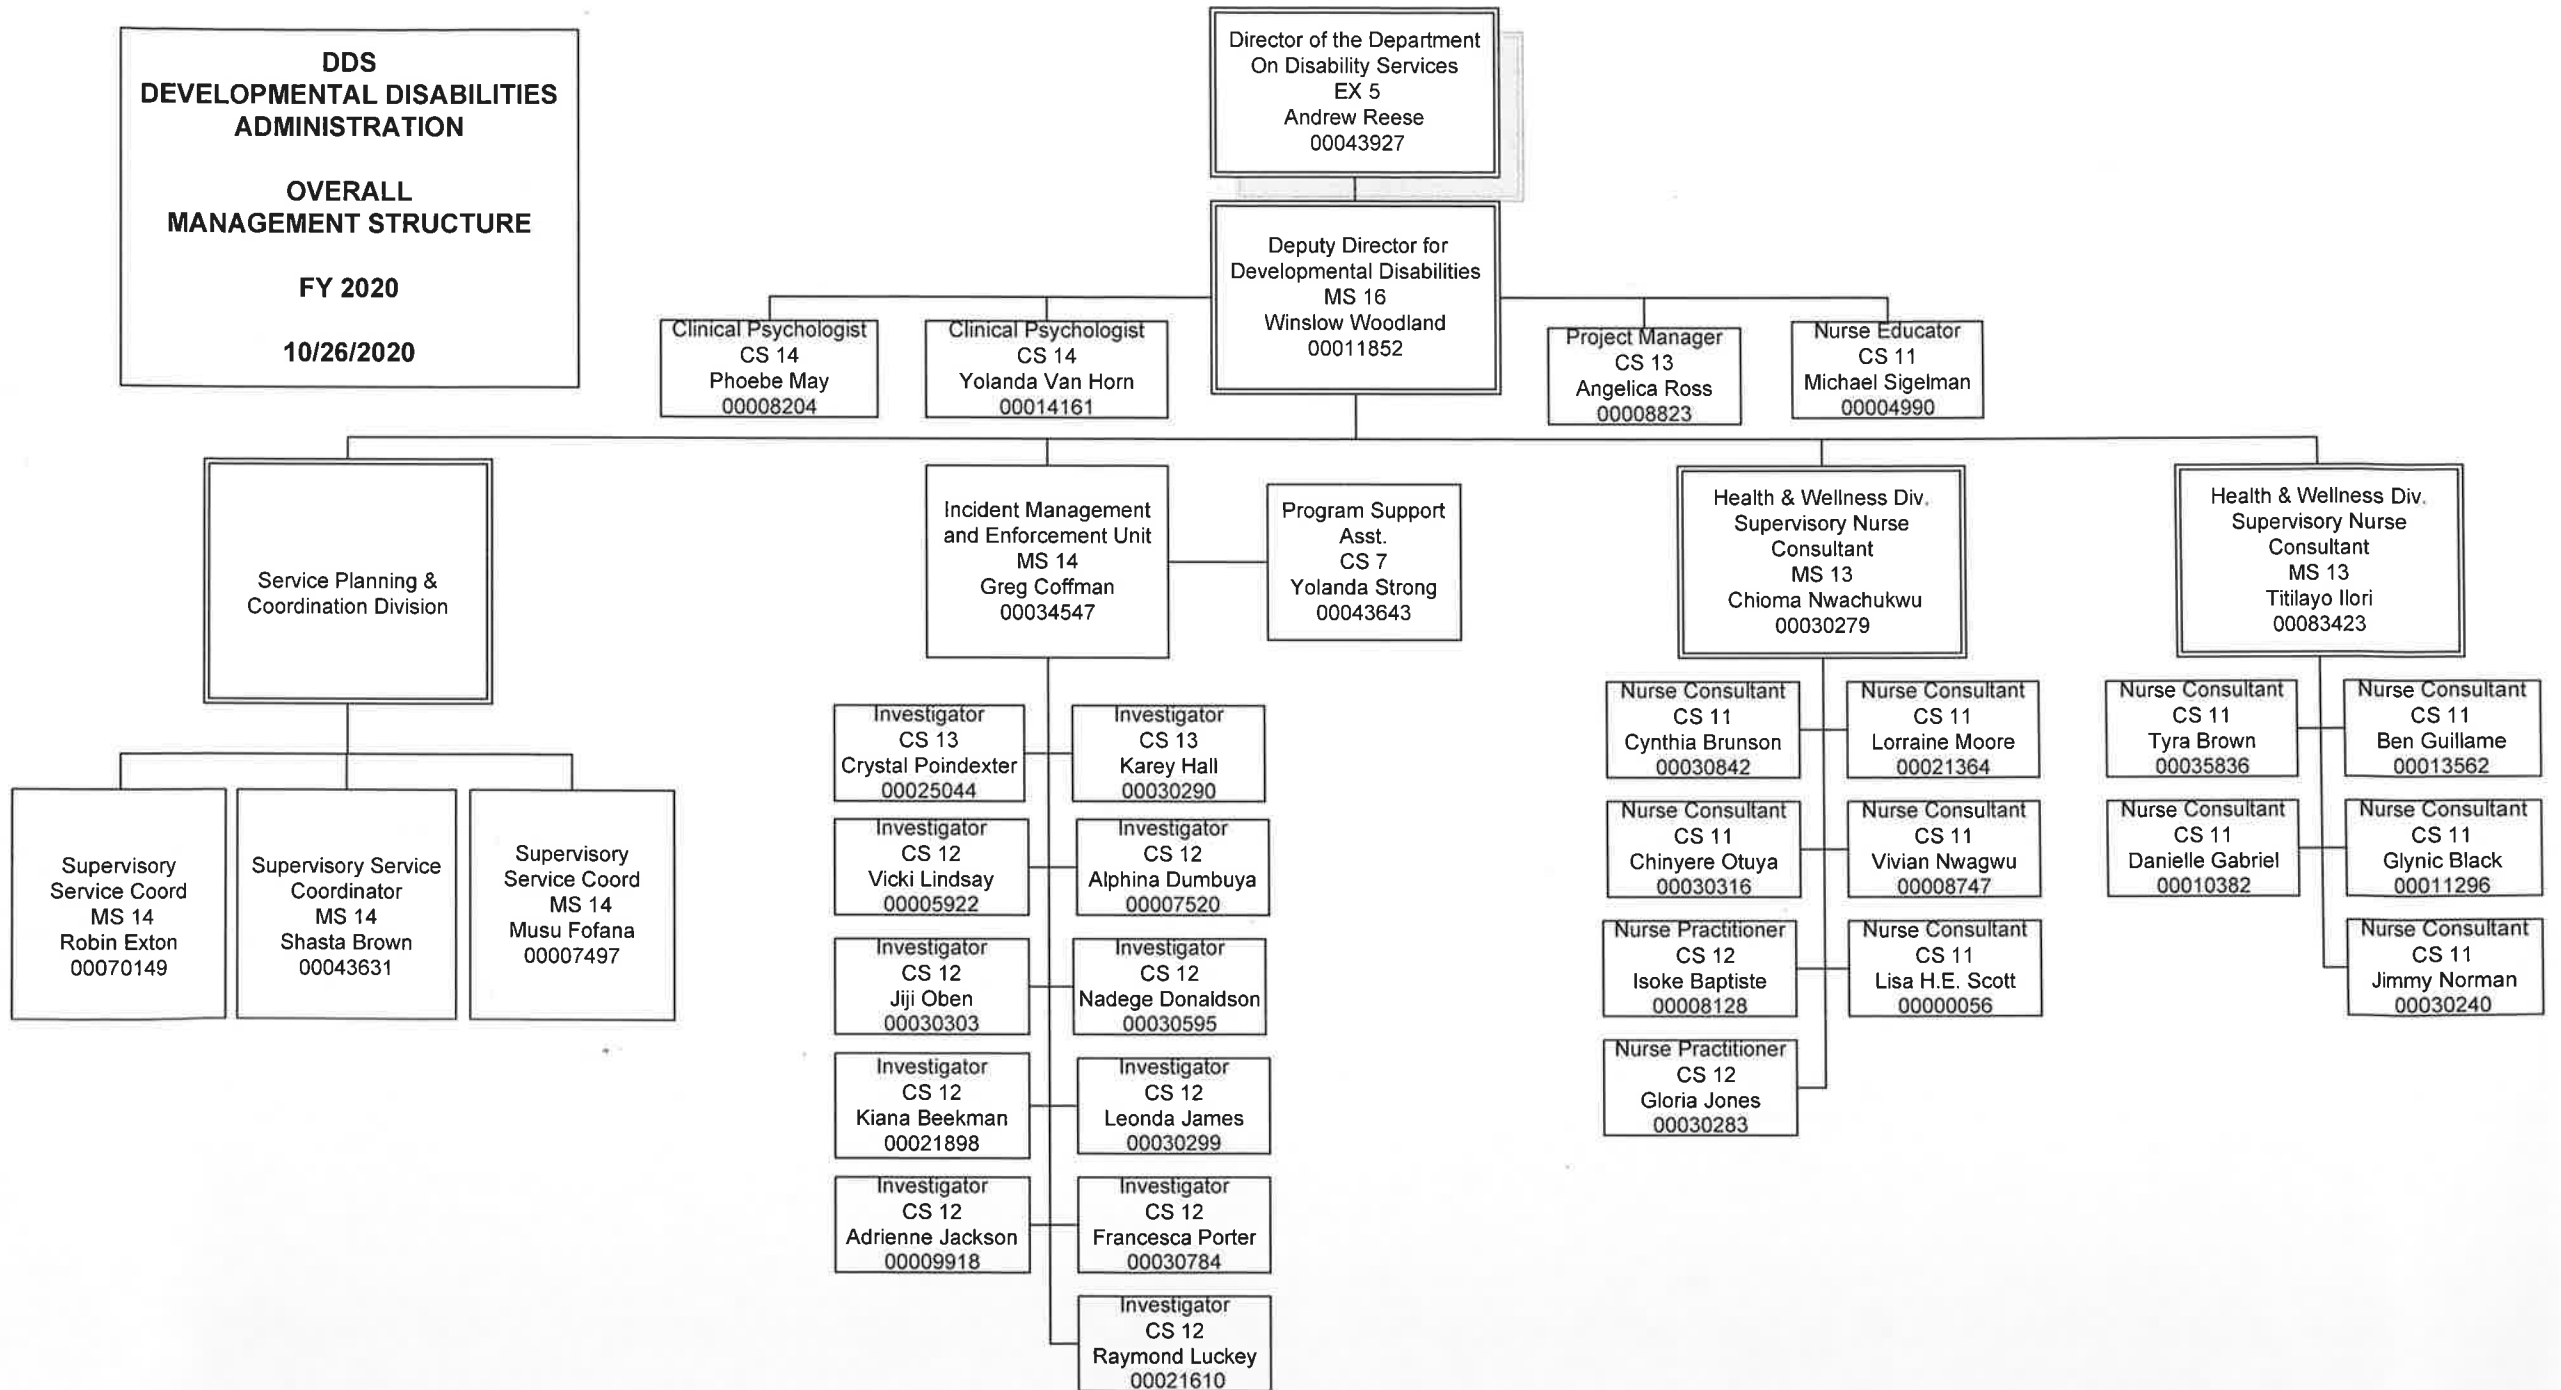 DDS
DEVELOPMENTAL DISABILITIES
ADMINISTRATION
OVERALL
MANAGEMENT STRUCTURE
FY 2020
10/26/2020
Director of the Department
On Disability Services
EX 5
Andrew Reese
00043927
Deputy Director for
Developmental Disabilities
MS 16
Winslow Woodland
00011852
Clinical Psychologist
CS 14
Phoebe May
00008204
Clinical Psychologist
CS 14
Yolanda Van Horn
00014161
Project Manager
CS 13
Angelica Ross
00008823
Nurse Educator
CS 11
Michael Sigelman
00004990
Service Planning &
Coordination Division
Incident Management
and Enforcement Unit
MS 14
Greg Coffman
00034547
Program Support
Asst.
CS 7
Yolanda Strong
00043643
Health & Wellness Div.
Supervisory Nurse
Consultant
MS 13
Chioma Nwachukwu
00030279
Health & Wellness Div.
Supervisory Nurse
Consultant
MS 13
Titilayo Ilori
00083423
Supervisory
Service Coord
MS 14
Robin Exton
00070149
Supervisory Service
Coordinator
MS 14
Shasta Brown
00043631
Supervisory
Service Coord
MS 14
Musu Fofana
00007497
Investigator
CS 13
Crystal Poindexter
00025044
Investigator
CS 13
Karey Hall
00030290
Investigator
CS 12
Vicki Lindsay
00005922
Investigator
CS 12
Alphina Dumbuya
00007520
Investigator
CS 12
Jiji Oben
00030303
Investigator
CS 12
Nadege Donaldson
00030595
Investigator
CS 12
Kiana Beekman
00021898
Investigator
CS 12
Leonda James
00030299
Investigator
CS 12
Adrienne Jackson
00009918
Investigator
CS 12
Francesca Porter
00030784
Investigator
CS 12
Raymond Luckey
00021610
Nurse Consultant
CS 11
Cynthia Brunson
00030842
Nurse Consultant
CS 11
Lorraine Moore
00021364
Nurse Consultant
CS 11
Chinyere Otuya
00030316
Nurse Consultant
CS 11
Vivian Nwagwu
00008747
Nurse Practitioner
CS 12
Isoke Baptiste
00008128
Nurse Consultant
CS 11
Lisa H.E. Scott
00000056
Nurse Practitioner
CS 12
Gloria Jones
00030283
Nurse Consultant
CS 11
Tyra Brown
00035836
Nurse Consultant
CS 11
Ben Guillame
00013562
Nurse Consultant
CS 11
Danielle Gabriel
00010382
Nurse Consultant
CS 11
Glynic Black
00011296
Nurse Consultant
CS 11
Jimmy Norman
00030240